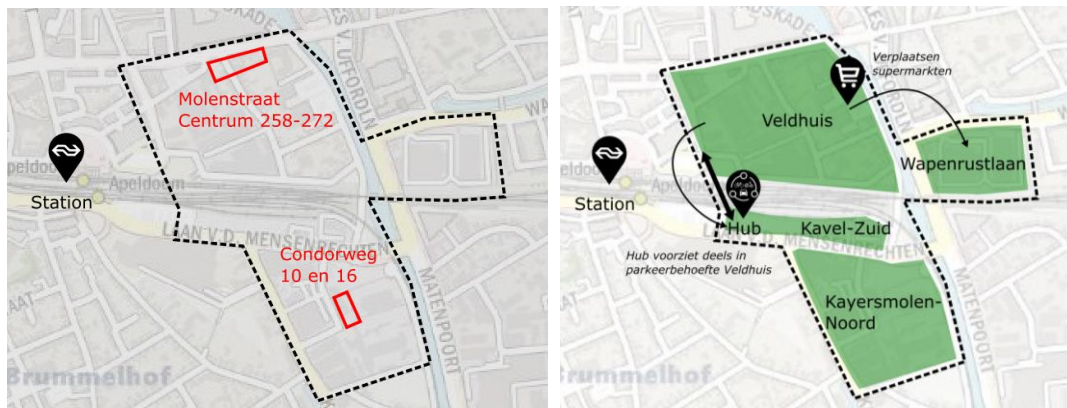 Molenstraat
Centrum 258-272
Station
Apeldoorn
LAAN V.D. MENSENRECHTEN
Condorweg
10 en 16
MATENPOORT
Brummelhof
Verplaatsen
supermarkten
Veldhuis
Wapenrustlaan
Station
Hub
Kavel-Zuid
LAAN V.D. MENSENRECHTEN
Hub voorziet deels in
parkeerbehoefte Veldhuis
Kayersmolen-
Noord
MATENPOORT
Brummelhof